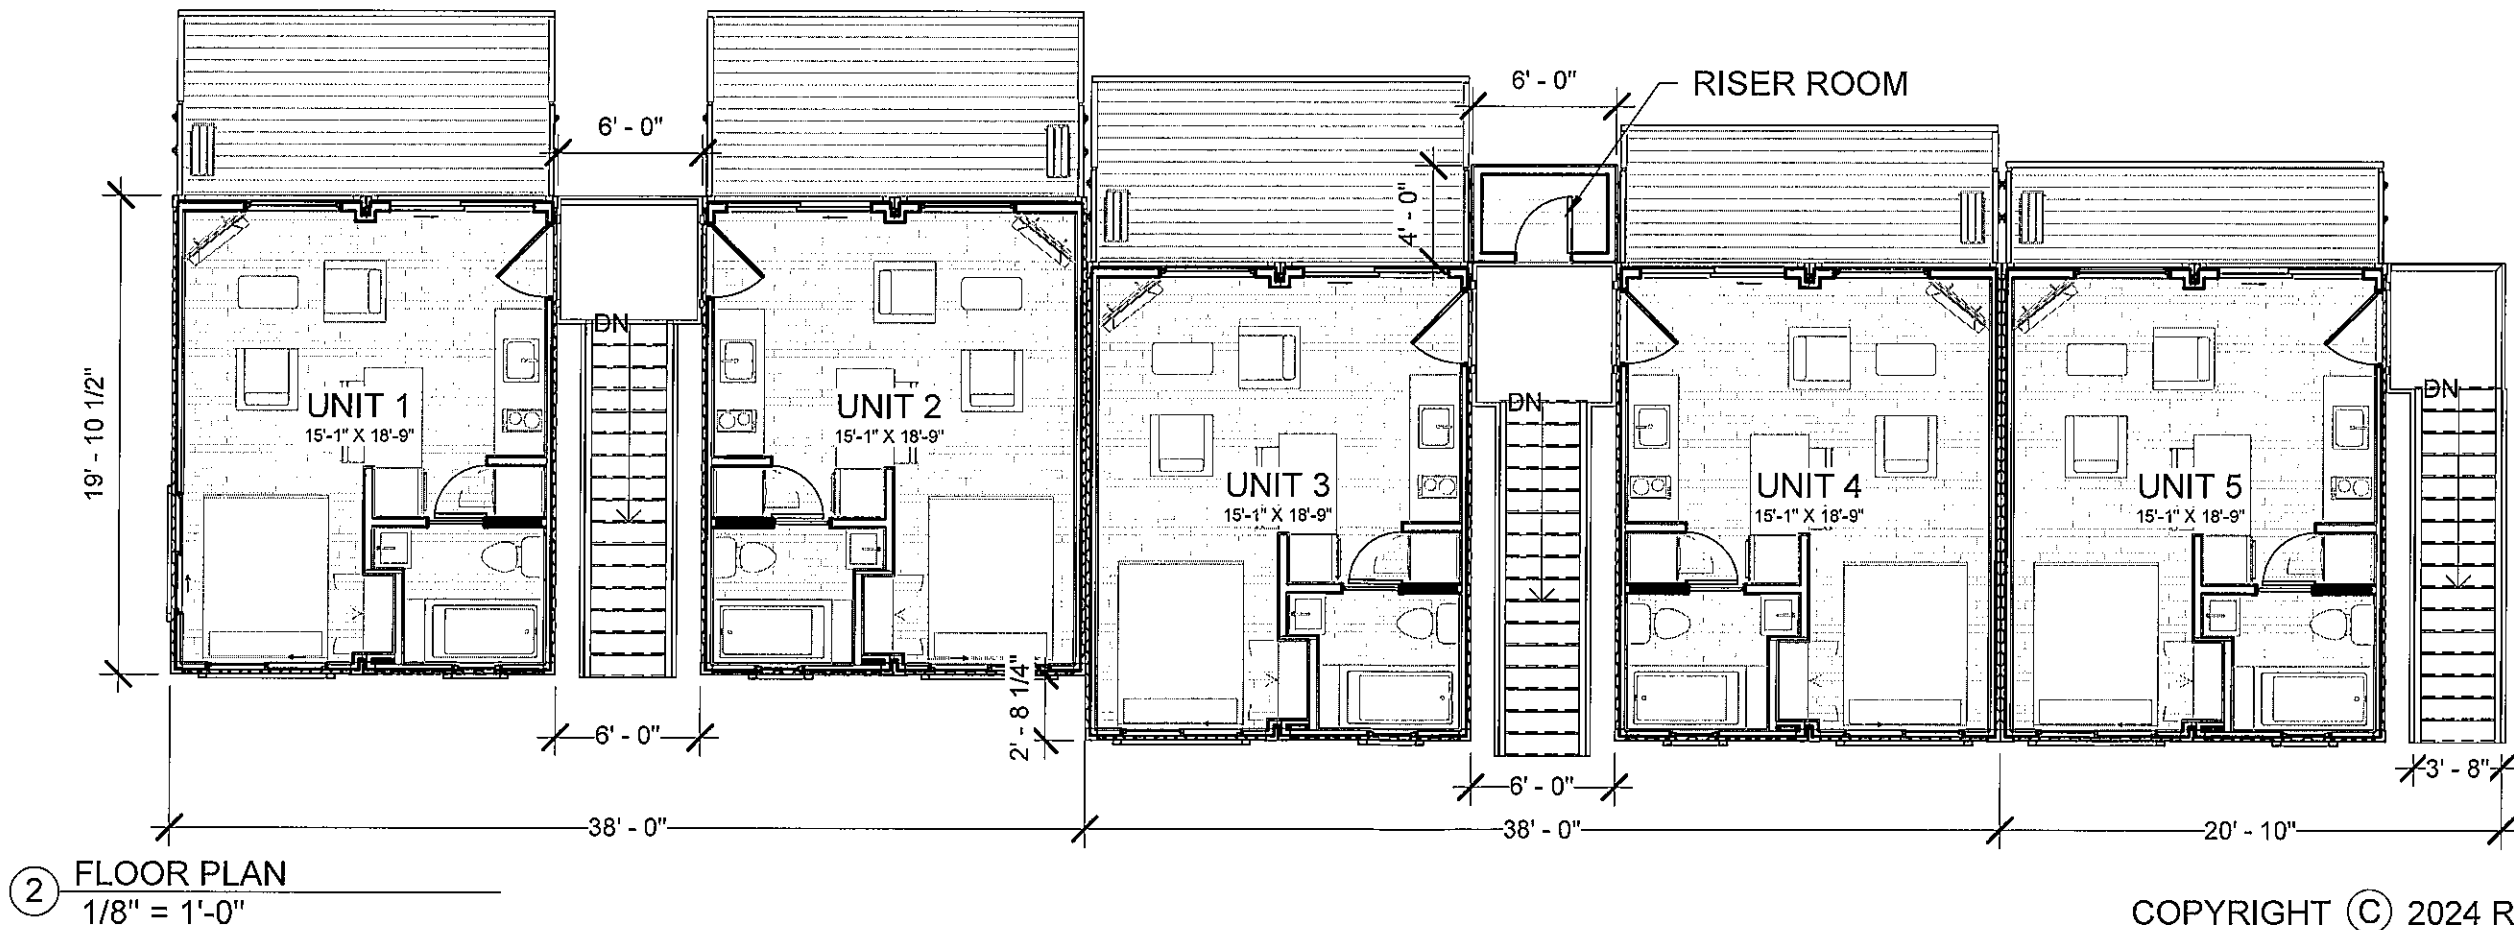 6' - 0"
RISER ROOM
6' - 0"
4' - 0"
19' - 10 1/2"
DN
DN
DN
UNIT 1
15'-1" X 18'-9"
UNIT 2
15'-1" X 18'-9"
UNIT 3
15'-1" X 18'-9"
UNIT 4
15'-1" X 18'-9"
UNIT 5
15'-1" X 18'-9"
6' - 0"
2' - 8 1/4"
6' - 0"
3' - 8"
38' - 0"
38' - 0"
20' - 10"
2
FLOOR PLAN
1/8" = 1'-0"
COPYRIGHT © 2024 R